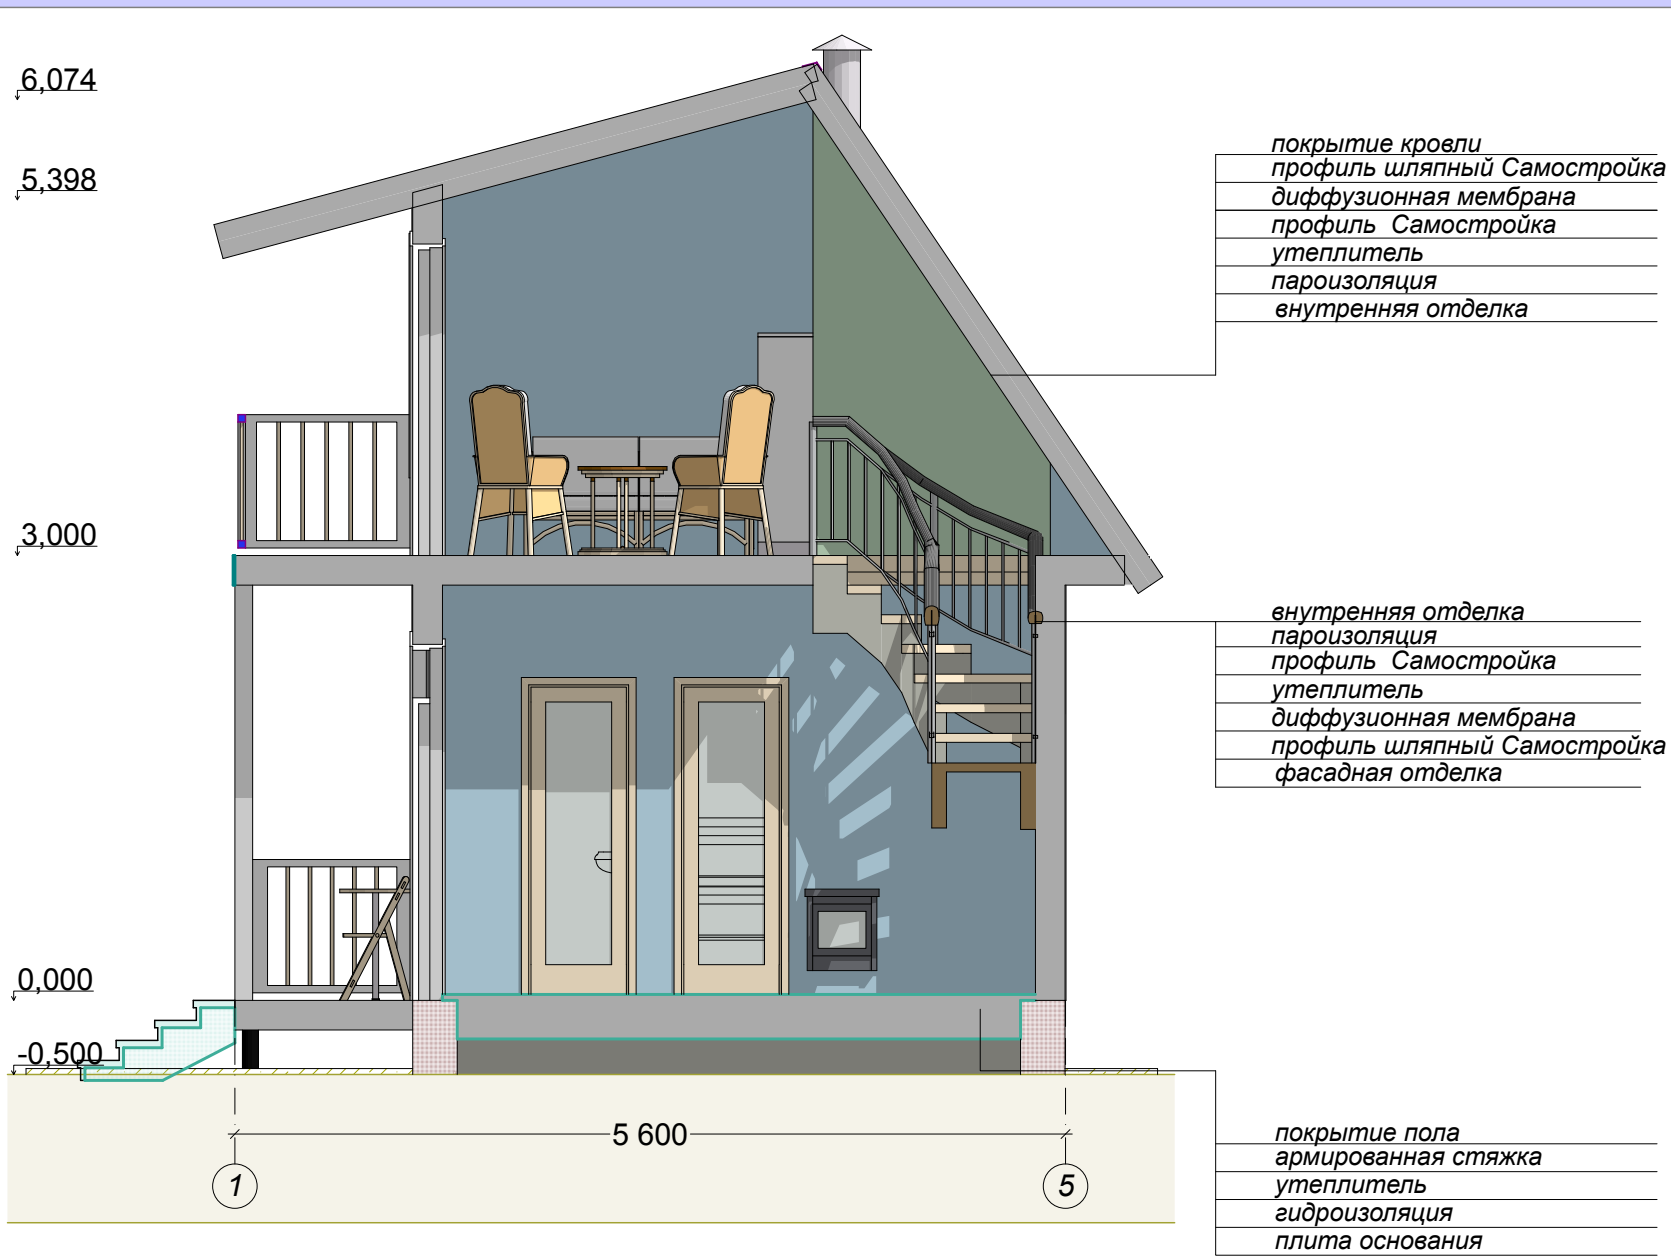 6,074
5,398
3,000
0,000
-0,500
покрытие кровли
профиль шляпный Самостройка
диффузионная мембрана
профиль Самостройка
утеплитель
пароизоляция
внутренняя отделка
внутренняя отделка
пароизоляция
профиль Самостройка
утеплитель
диффузионная мембрана
профиль шляпный Самостройка
фасадная отделка
5 600
1
5
покрытие пола
армированная стяжка
утеплитель
гидроизоляция
плита основания